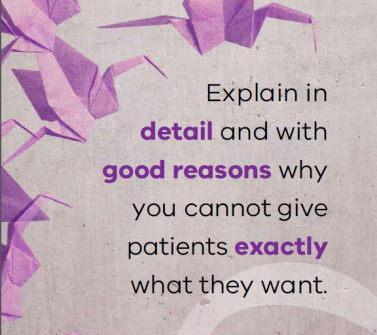 Explain in
detail and with
good reasons why
you cannot give
patients exactly
what they want.